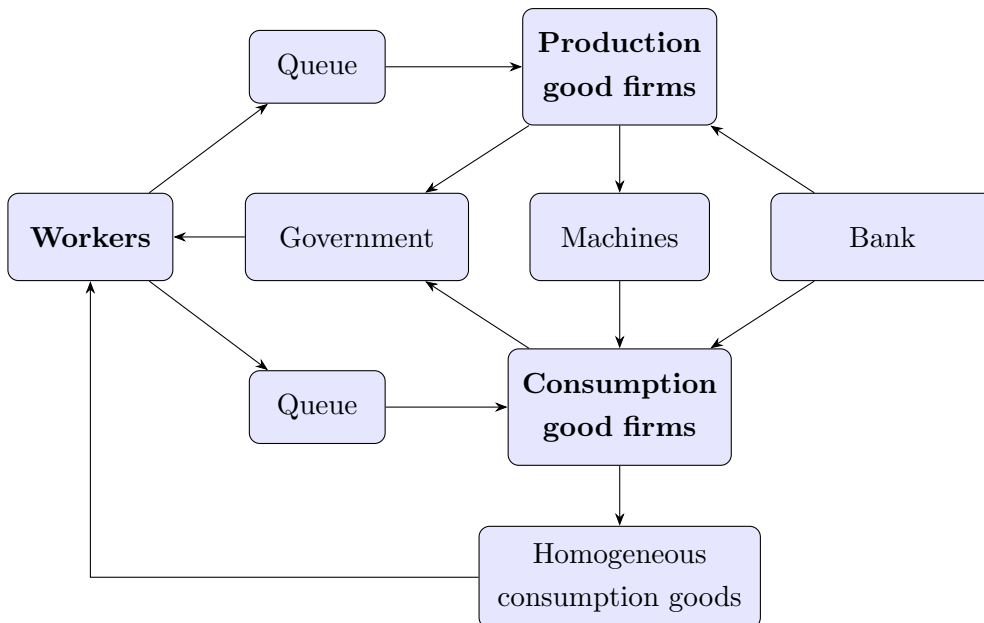 Queue
Production
good firms
Workers
Government
Machines
Bank
Queue
Consumption
good firms
Homogeneous
consumption goods